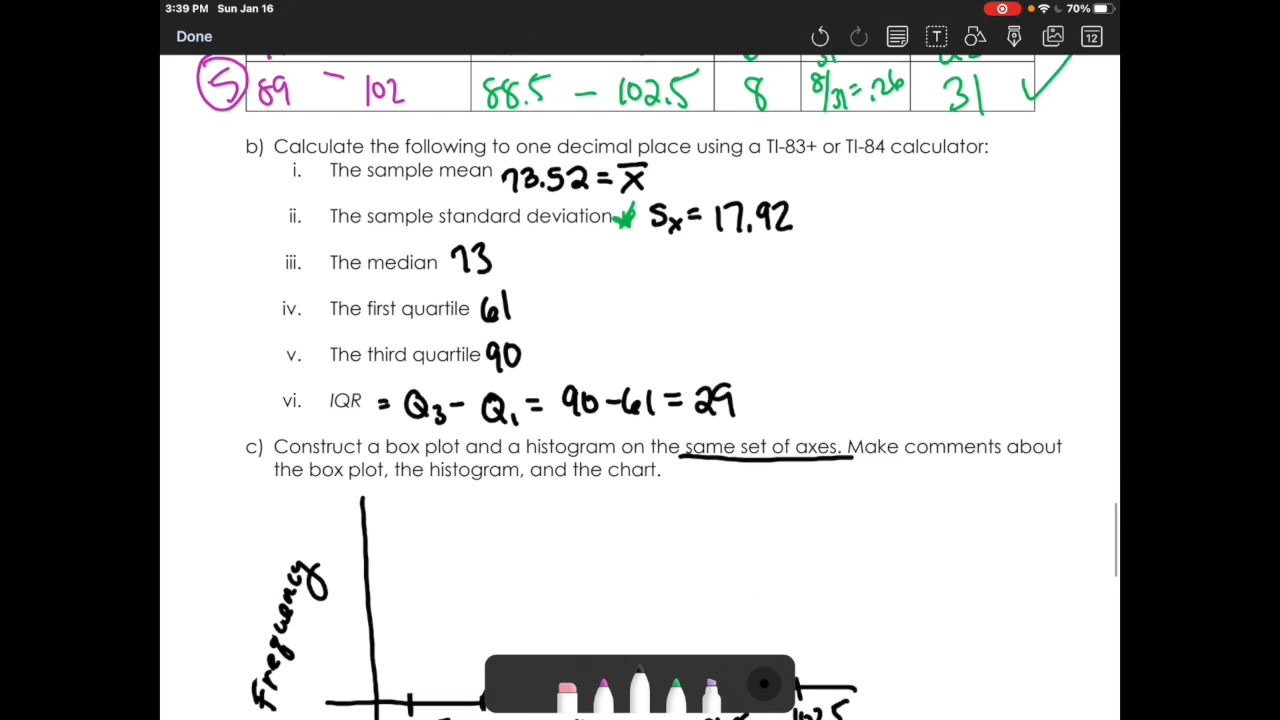 3:39 PM Sun Jan 16 70%
Done 12
5 89 - 102 88.5 - 102.5 8 8/31 = .26 31 ✓
b) Calculate the following to one decimal place using a TI-83+ or TI-84 calculator:
i. The sample mean 73.52 = x̄
ii. The sample standard deviation Sx = 17.92
iii. The median 73
iv. The first quartile 61
v. The third quartile 90
vi. IQR = Q3 - Q1 = 90 - 61 = 29
c) Construct a box plot and a histogram on the same set of axes. Make comments about
the box plot, the histogram, and the chart.
Frequency
102.5